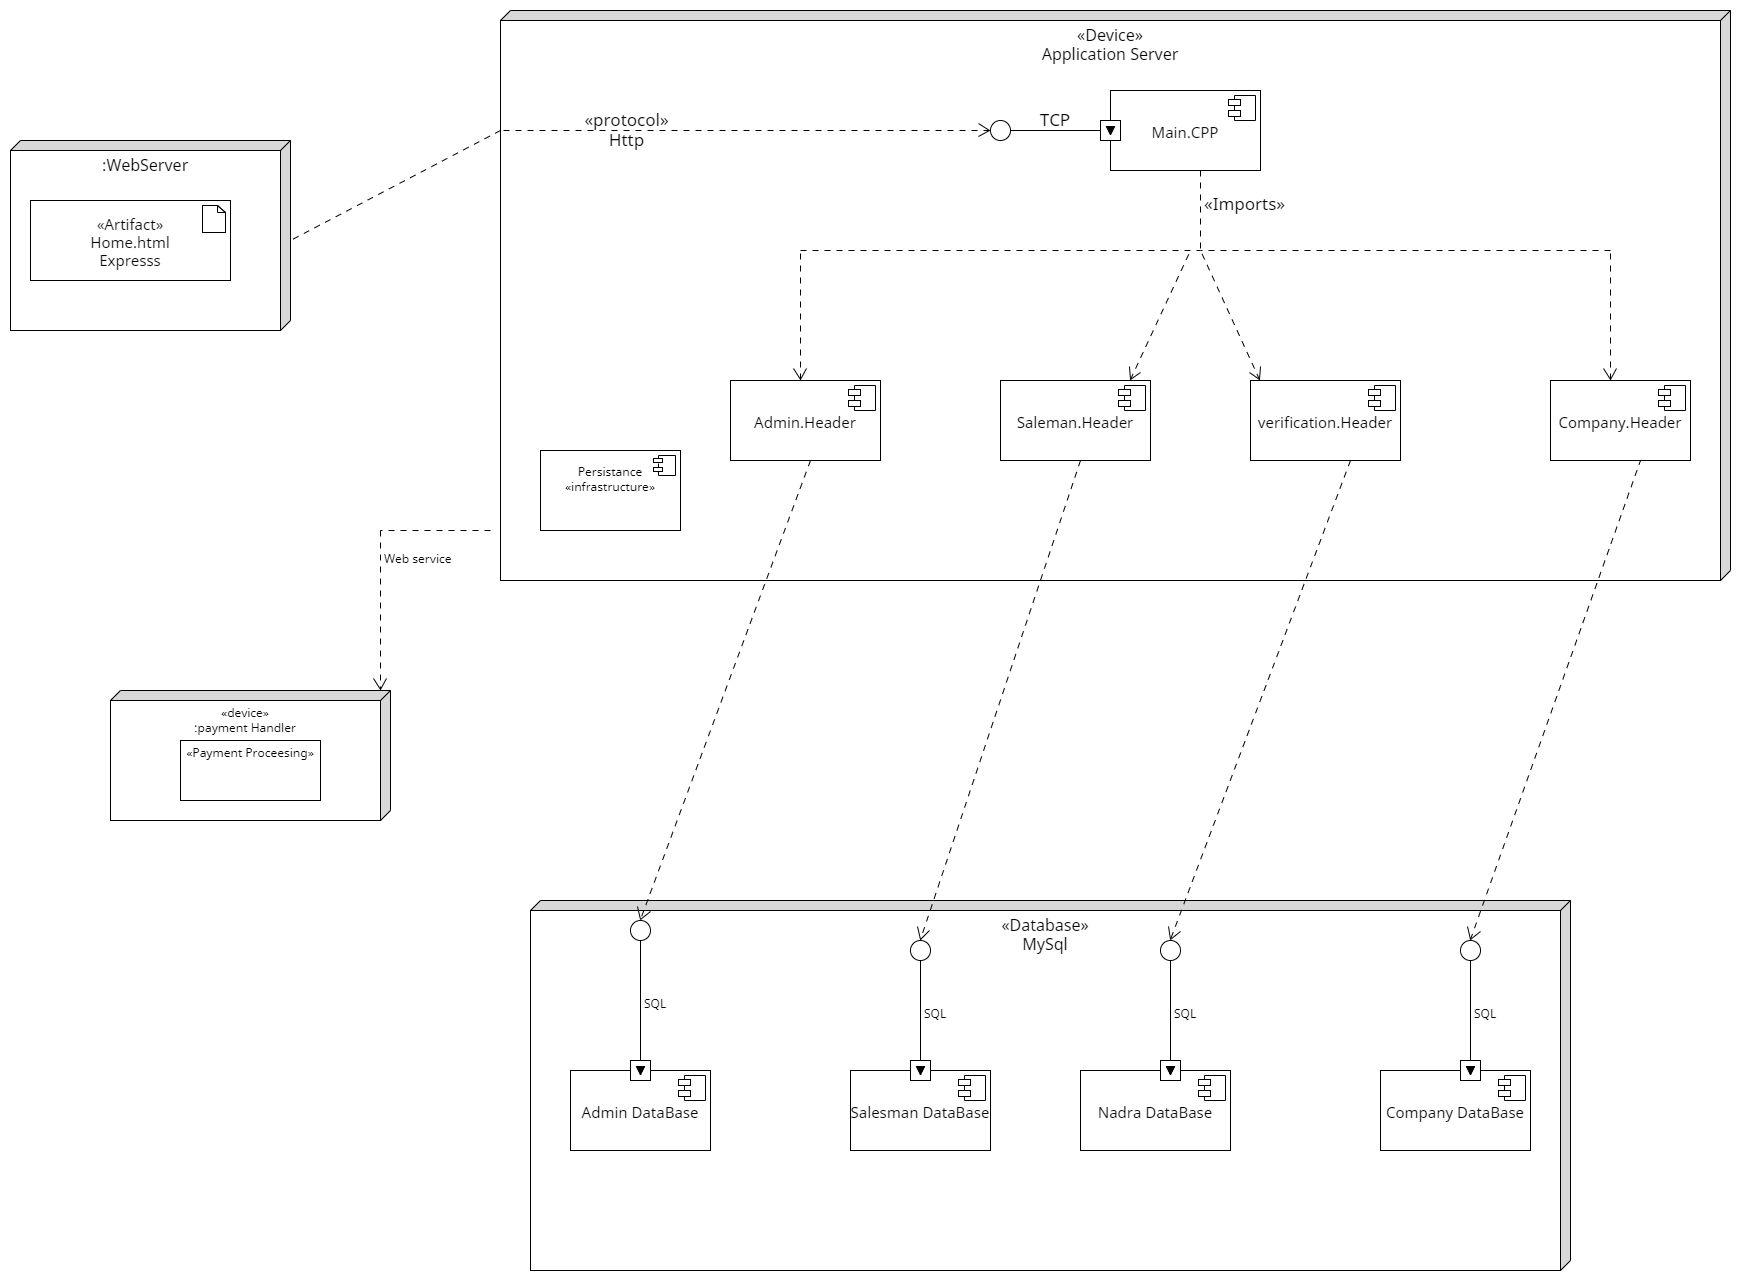 «Device»
Application Server
«protocol»
Http
TCP
Main.CPP
:WebServer
«Artifact»
Home.html
Expresss
«Imports»
Admin.Header
Saleman.Header
verification.Header
Company.Header
Persistance
«infrastructure»
Web service
«device»
:payment Handler
«Payment Proceesing»
«Database»
MySql
SQL
SQL
SQL
SQL
Admin DataBase
Salesman DataBase
Nadra DataBase
Company DataBase